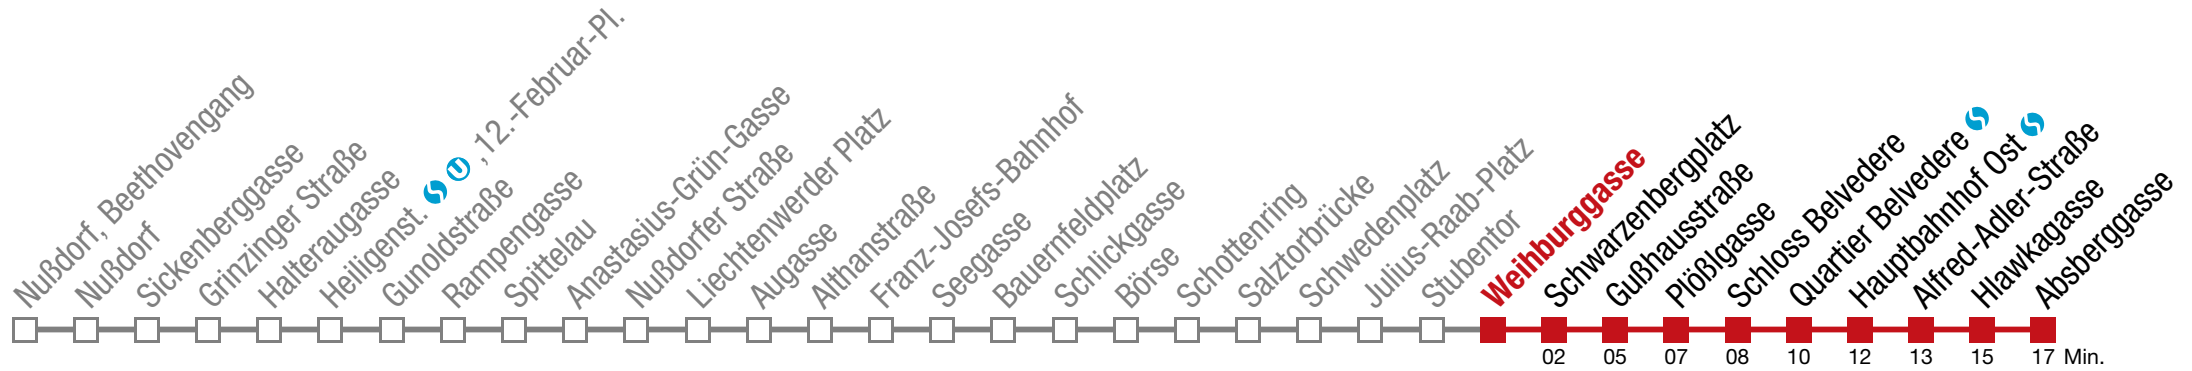 Nußdorf, Beethovengang
Nußdorf
Sickenberggasse
Grinzinger Straße
Halteraugasse
Heiligenst. S U , 12.-Februar-Pl.
Gunoldstraße
Rampengasse
Spittelau
Anastasius-Grün-Gasse
Nußdorfer Straße
Liechtenwerder Platz
Augasse
Althanstraße
Franz-Josefs-Bahnhof
Seegasse
Bauernfeldplatz
Schlickgasse
Börse
Schottenring
Salztorbrücke
Schwedenplatz
Julius-Raab-Platz
Stubentor
Weihburggasse
Schwarzenbergplatz
Gußhausstraße
Plößlgasse
Schloss Belvedere
Quartier Belvedere S
Hauptbahnhof Ost S
Alfred-Adler-Straße
Hawkagasse
Absberggasse
02 05 07 08 10 12 13 15 17 Min.